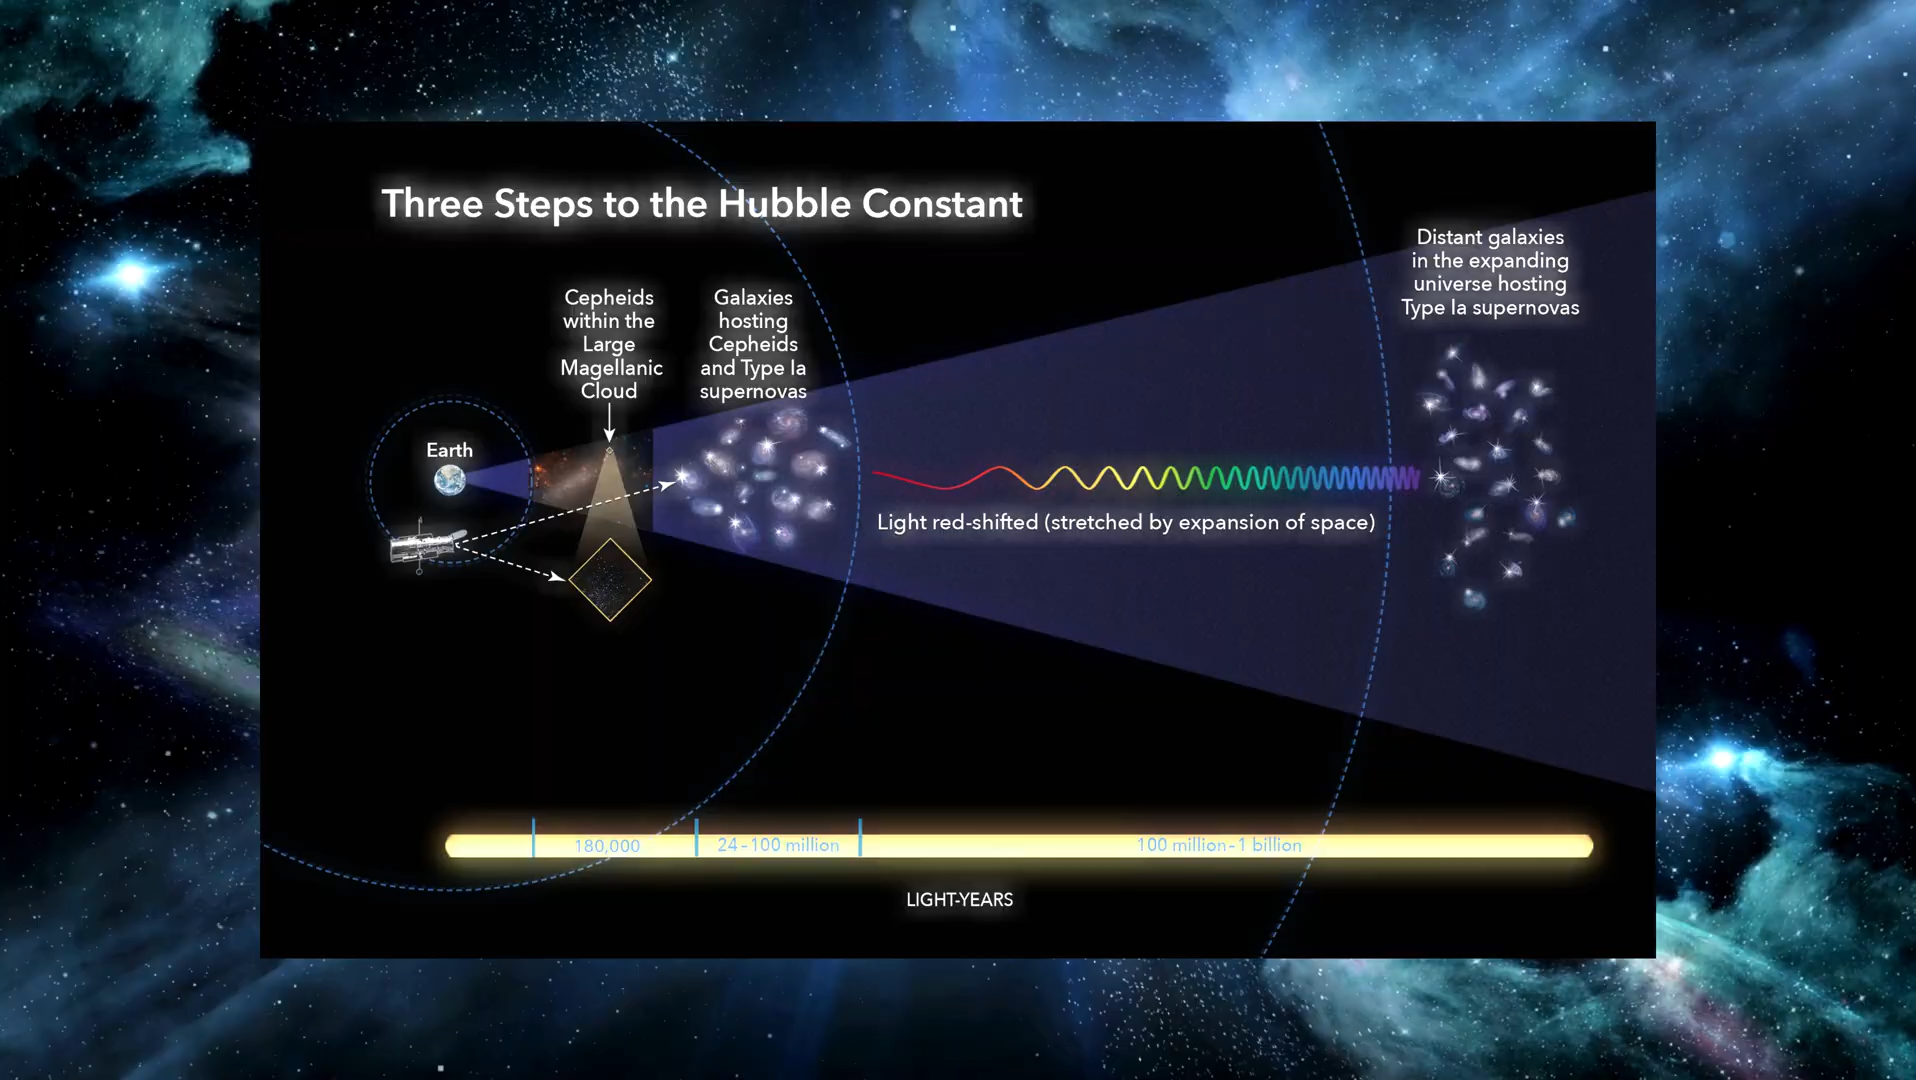 Three Steps to the Hubble Constant
Distant galaxies
in the expanding
universe hosting
Type Ia supernovas
Cepheids
within the
Large
Magellanic
Cloud
Galaxies
hosting
Cepheids
and Type Ia
supernovas
Earth
Light red-shifted (stretched by expansion of space)
180,000
24–100 million
100 million–1 billion
LIGHT-YEARS